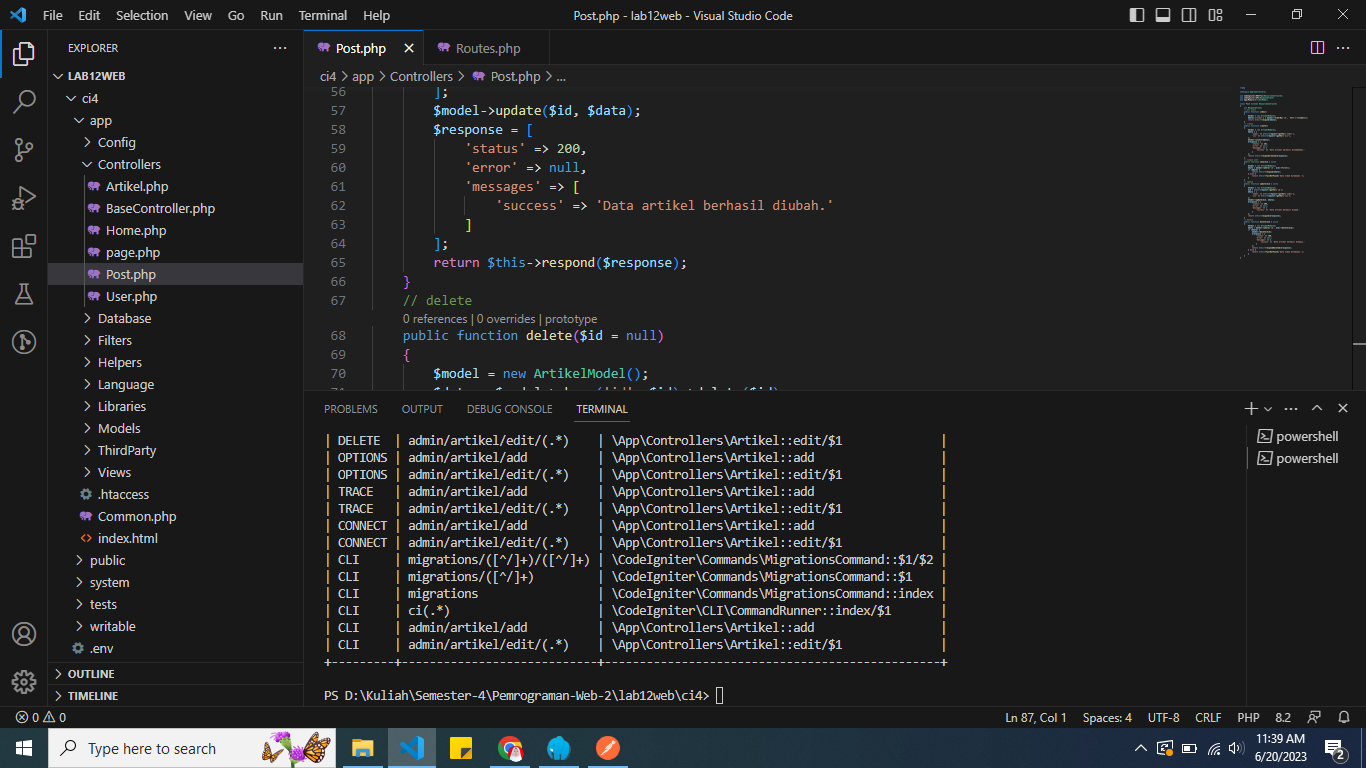 File Edit Selection View Go Run Terminal Help Post.php - lab12web - Visual Studio Code
EXPLORER
LAB12WEB
ci4
app
Config
Controllers
Artikel.php
BaseController.php
Home.php
page.php
Post.php
User.php
Database
Filters
Helpers
Language
Libraries
Models
ThirdParty
Views
.htaccess
Common.php
index.html
public
system
tests
writable
.env
OUTLINE
TIMELINE
Post.php Routes.php
ci4 > app > Controllers > Post.php > ...
56 ];
57 $model->update($id, $data);
58 $response = [
59 'status' => 200,
60 'error' => null,
61 'messages' => [
62 'success' => 'Data artikel berhasil diubah.'
63 ]
64 ];
65 return $this->respond($response);
66 }
67 // delete
0 references | 0 overrides | prototype
68 public function delete($id = null)
69 {
70 $model = new ArtikelModel();
PROBLEMS OUTPUT DEBUG CONSOLE TERMINAL
| DELETE | admin/artikel/edit/(.*) | \App\Controllers\Artikel::edit/$1 |
| OPTIONS | admin/artikel/add | \App\Controllers\Artikel::add |
| OPTIONS | admin/artikel/edit/(.*) | \App\Controllers\Artikel::edit/$1 |
| TRACE | admin/artikel/add | \App\Controllers\Artikel::add |
| TRACE | admin/artikel/edit/(.*) | \App\Controllers\Artikel::edit/$1 |
| CONNECT | admin/artikel/add | \App\Controllers\Artikel::add |
| CONNECT | admin/artikel/edit/(.*) | \App\Controllers\Artikel::edit/$1 |
| CLI | migrations/([^/]+)/([^/]+) | \CodeIgniter\Commands\MigrationsCommand::$1/$2 |
| CLI | migrations/([^/]+) | \CodeIgniter\Commands\MigrationsCommand::$1 |
| CLI | migrations | \CodeIgniter\Commands\MigrationsCommand::index |
| CLI | ci(.*) | \CodeIgniter\CLI\CommandRunner::index/$1 |
| CLI | admin/artikel/add | \App\Controllers\Artikel::add |
| CLI | admin/artikel/edit/(.*) | \App\Controllers\Artikel::edit/$1 |
+---------+--------------------------+---------------------------------------------+
PS D:\Kuliah\Semester-4\Pemrograman-Web-2\lab12web\ci4>
powershell
powershell
0 0 Ln 87, Col 1 Spaces: 4 UTF-8 CRLF PHP 8.2
Type here to search
11:39 AM
6/20/2023
2